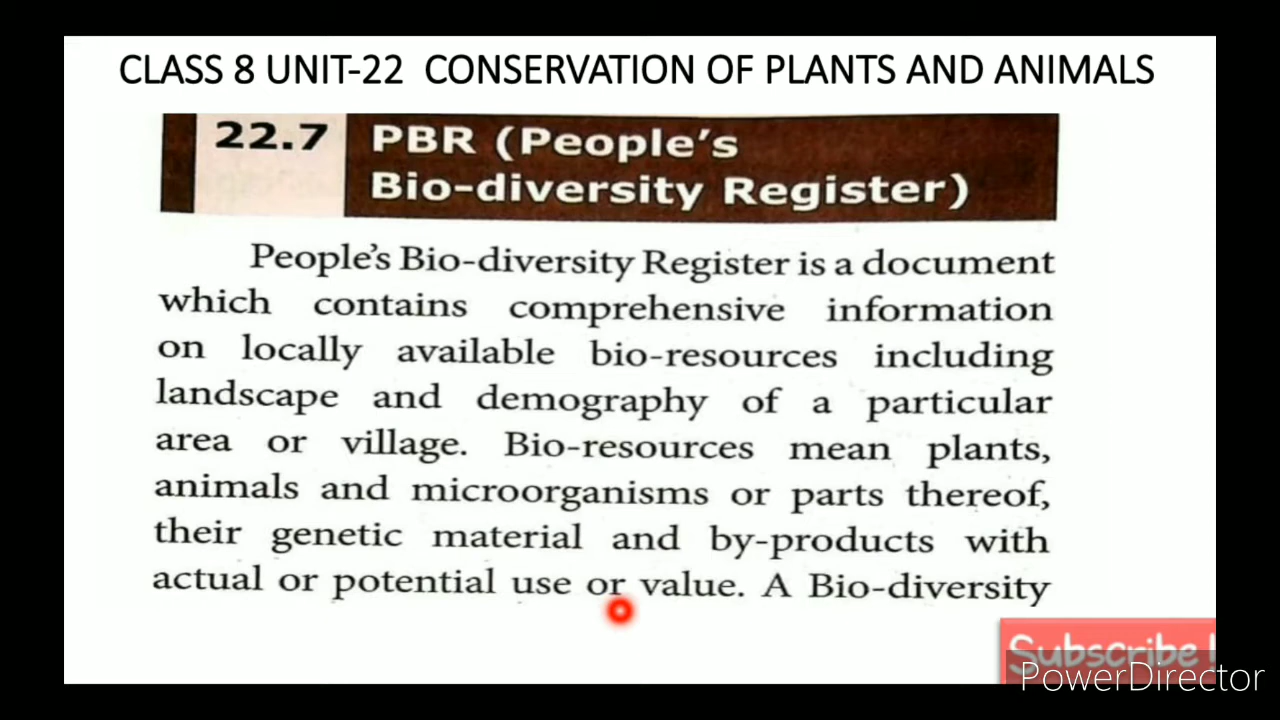 CLASS 8 UNIT-22 CONSERVATION OF PLANTS AND ANIMALS
22.7 PBR (People's
Bio-diversity Register)
People's Bio-diversity Register is a document
which contains comprehensive information
on locally available bio-resources including
landscape and demography of a particular
area or village. Bio-resources mean plants,
animals and microorganisms or parts thereof,
their genetic material and by-products with
actual or potential use or value. A Bio-diversity
Subscribe !
PowerDirector